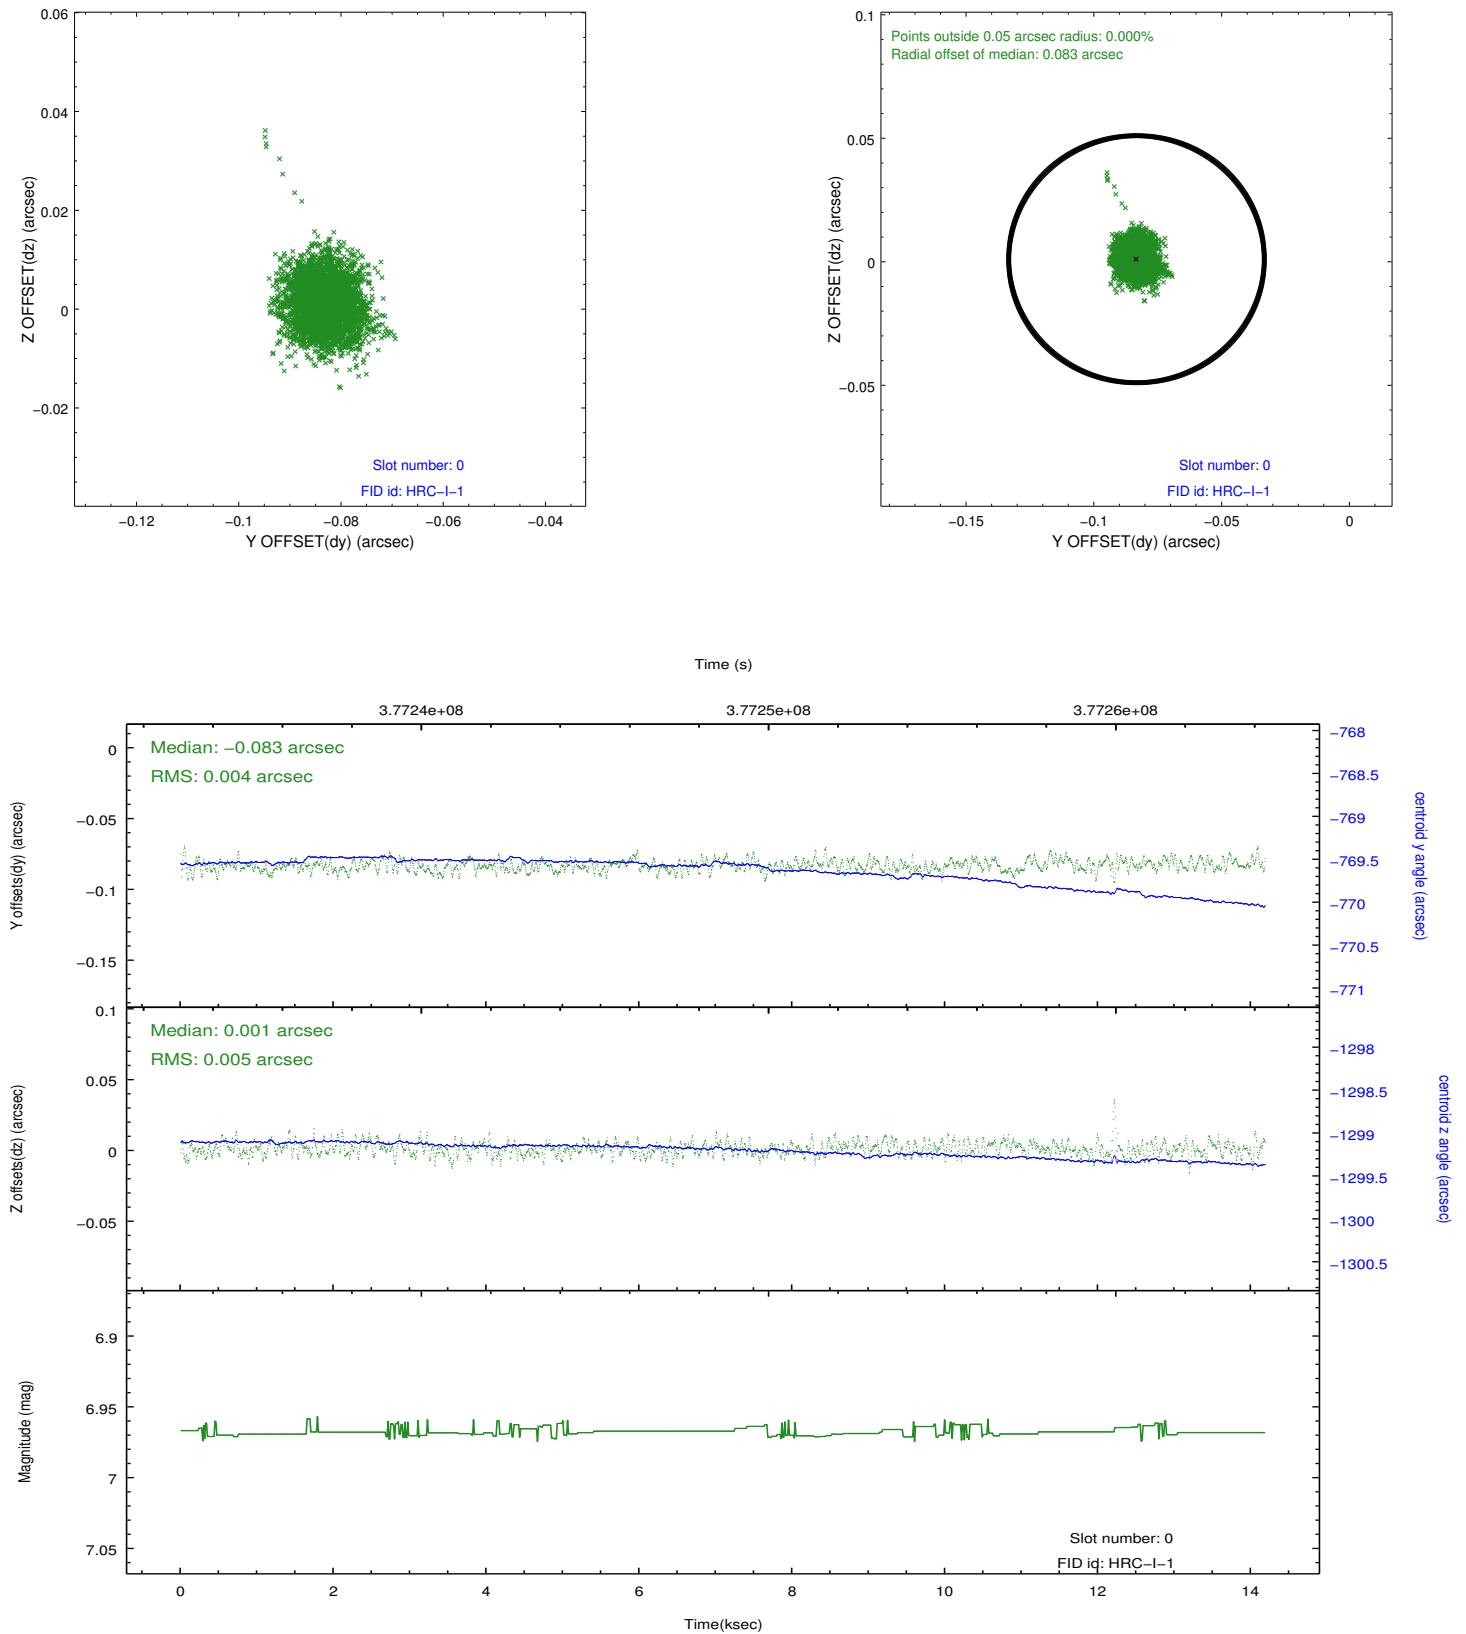 0.06
0.04
0.02
0
−0.02
Z OFFSET(dz) (arcsec)
Slot number: 0
FID id: HRC−I−1
−0.12
−0.1
−0.08
−0.06
−0.04
Y OFFSET(dy) (arcsec)
0.1
0.05
0
−0.05
Z OFFSET(dz) (arcsec)
Points outside 0.05 arcsec radius: 0.000%
Radial offset of median: 0.083 arcsec
Slot number: 0
FID id: HRC−I−1
−0.15
−0.1
−0.05
0
Y OFFSET(dy) (arcsec)
Time (s)
3.7724e+08
3.7725e+08
3.7726e+08
Median: −0.083 arcsec
RMS: 0.004 arcsec
0
−0.05
−0.1
−0.15
Y offsets(dy) (arcsec)
−768
−768.5
−769
−769.5
−770
−770.5
−771
centroid y angle (arcsec)
Median: 0.001 arcsec
RMS: 0.005 arcsec
0.1
0.05
0
−0.05
Z offsets(dz) (arcsec)
−1298
−1298.5
−1299
−1299.5
−1300
−1300.5
centroid z angle (arcsec)
6.9
6.95
7
7.05
Magnitude (mag)
Slot number: 0
FID id: HRC−I−1
0
2
4
6
8
10
12
14
Time(ksec)